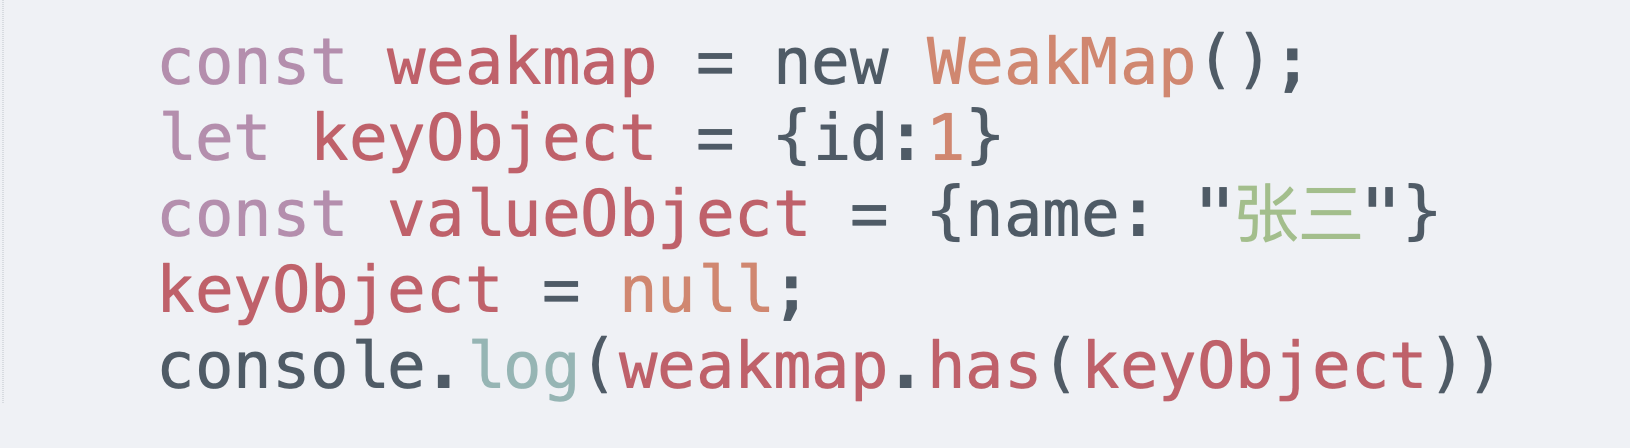 const weakmap = new WeakMap();
let keyObject = {id:1}
const valueObject = {name: "张三"}
keyObject = null;
console.log(weakmap.has(keyObject))